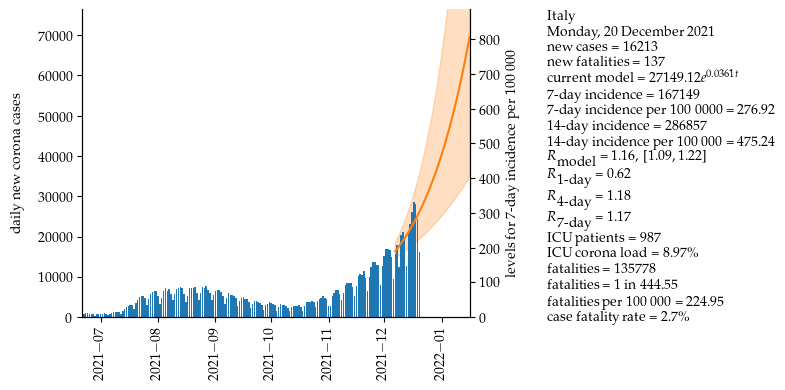 daily new corona cases
70000
60000
50000
40000
30000
20000
10000
0
2021−07
2021−08
2021−09
2021−10
2021−11
2021−12
2022−01
800
700
600
500
400
300
200
100
0
levels for 7-day incidence per 100 000
Italy
Monday, 20 December 2021
new cases = 16213
new fatalities = 137
current model = 27149.12e^0.0361t
7-day incidence = 167149
7-day incidence per 100 0000 = 276.92
14-day incidence = 286857
14-day incidence per 100 000 = 475.24
R model = 1.16, [1.09, 1.22]
R 1-day = 0.62
R 4-day = 1.18
R 7-day = 1.17
ICU patients = 987
ICU corona load = 8.97%
fatalities = 135778
fatalities = 1 in 444.55
fatalities per 100 000 = 224.95
case fatality rate = 2.7%